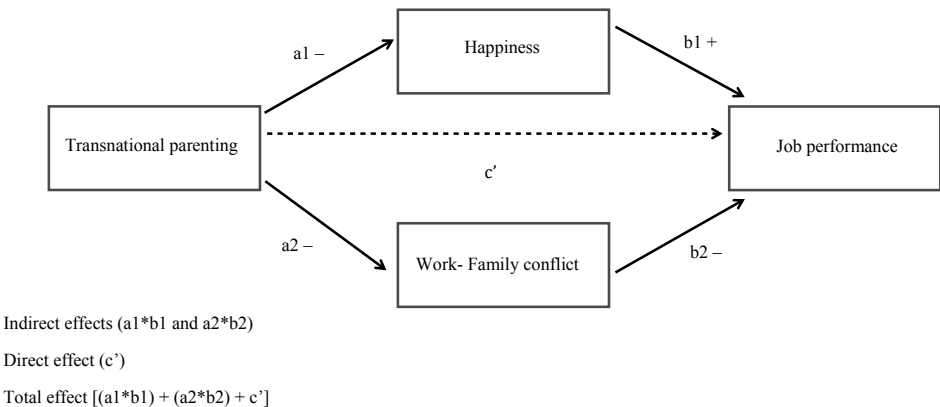 Happiness
a1 –
b1 +
Transnational parenting
Job performance
c’
a2 –
Work- Family conflict
b2 –
Indirect effects (a1*b1 and a2*b2)
Direct effect (c’)
Total effect [(a1*b1) + (a2*b2) + c’]